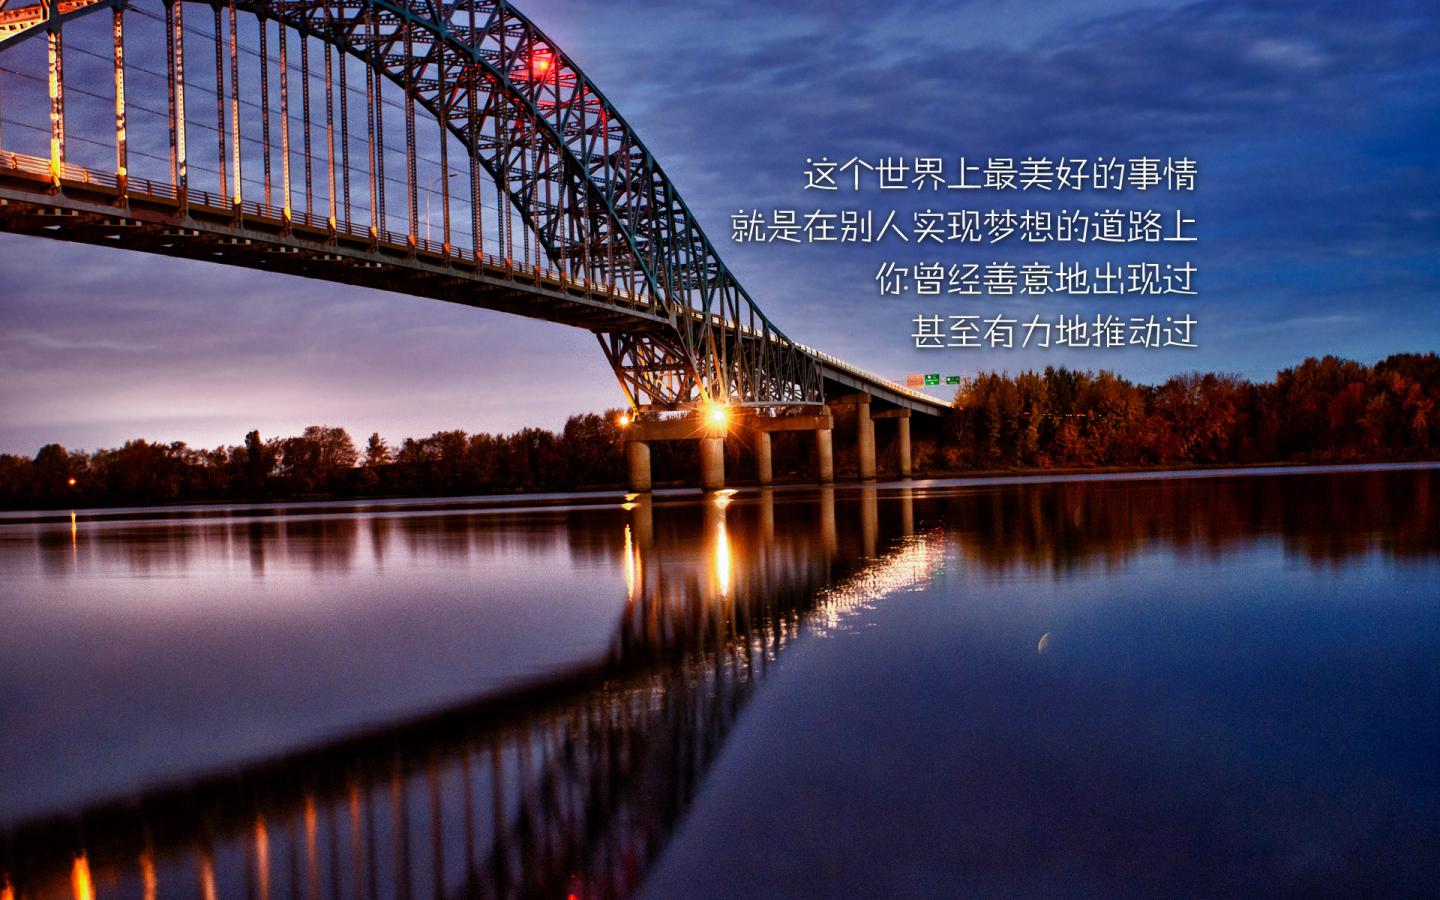 这个世界上最美好的事情
就是在别人实现梦想的道路上
你曾经善意地出现过
甚至有力地推动过